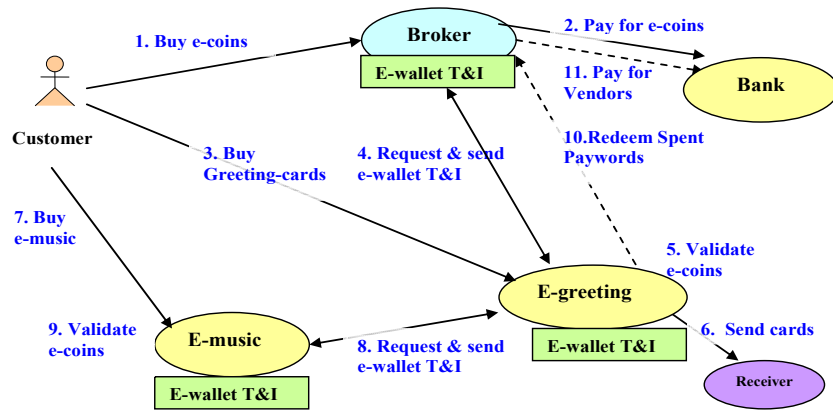 1. Buy e-coins
Broker
E-wallet T&I
2. Pay for e-coins
11. Pay for
Vendors
Bank
Customer
3. Buy
Greeting-cards
4. Request & send
e-wallet T&I
10.Redeem Spent
Paywords
7. Buy
e-music
5. Validate
e-coins
E-greeting
E-wallet T&I
6. Send cards
Receiver
9. Validate
e-coins
E-music
E-wallet T&I
8. Request & send
e-wallet T&I